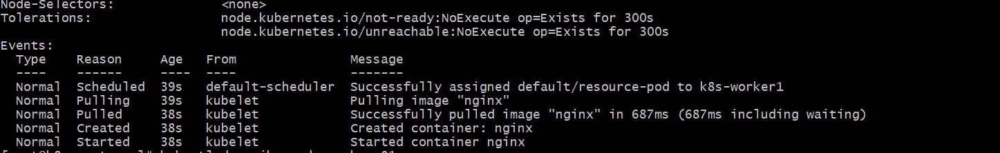 Node-Selectors:              <none>
Tolerations:                 node.kubernetes.io/not-ready:NoExecute op=Exists for 300s
                             node.kubernetes.io/unreachable:NoExecute op=Exists for 300s
Events:
  Type    Reason     Age   From               Message
  ----    ------     ----  ----               -------
  Normal  Scheduled  39s   default-scheduler  Successfully assigned default/resource-pod to k8s-worker1
  Normal  Pulling    39s   kubelet            Pulling image "nginx"
  Normal  Pulled     38s   kubelet            Successfully pulled image "nginx" in 687ms (687ms including waiting)
  Normal  Created    38s   kubelet            Created container: nginx
  Normal  Started    38s   kubelet            Started container nginx